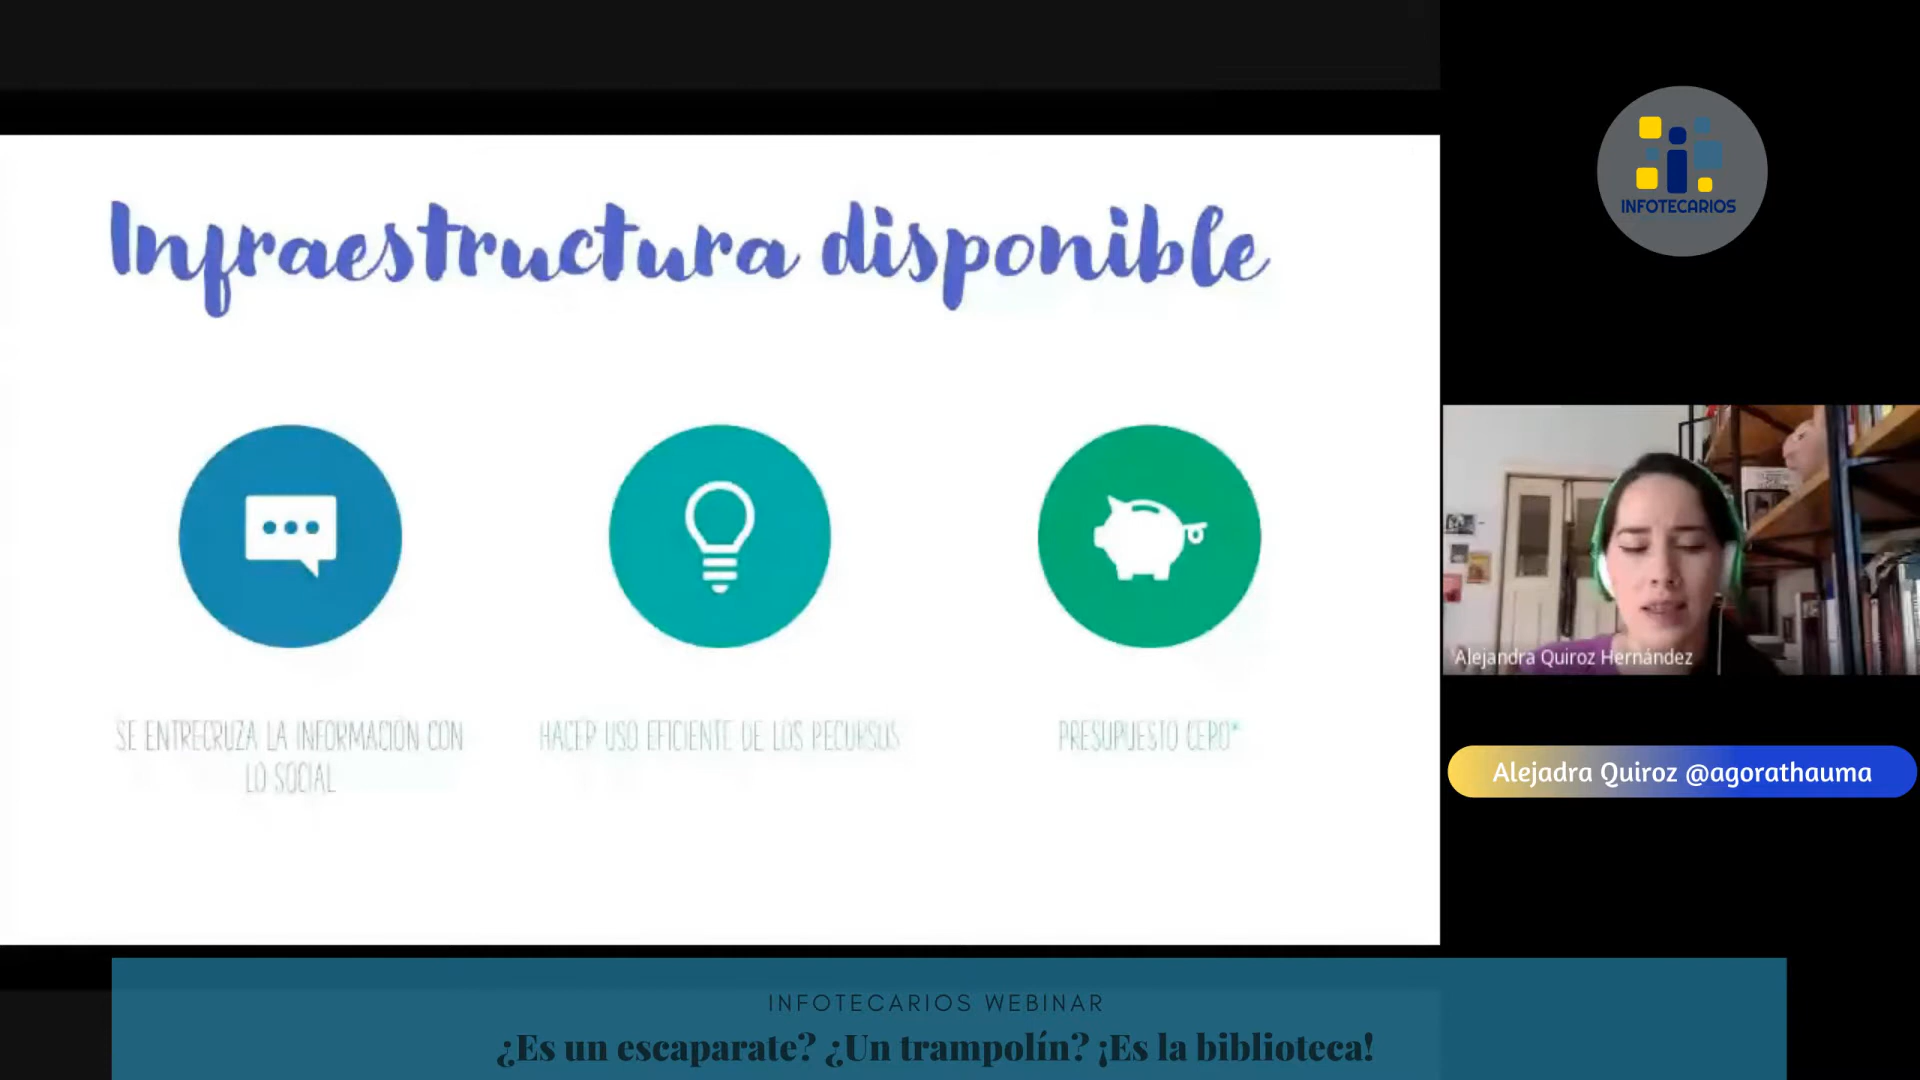 Infraestructura disponible
SE ENTRECRUZA LA INFORMACIÓN CON
LO SOCIAL
HACER USO EFICIENTE DE LOS RECURSOS
PRESUPUESTO CERO*
INFOTECARIOS
Alejandra Quiroz Hernández
Alejadra Quiroz @agorathauma
INFOTECARIOS WEBINAR
¿Es un escaparate? ¿Un trampolín? ¡Es la biblioteca!